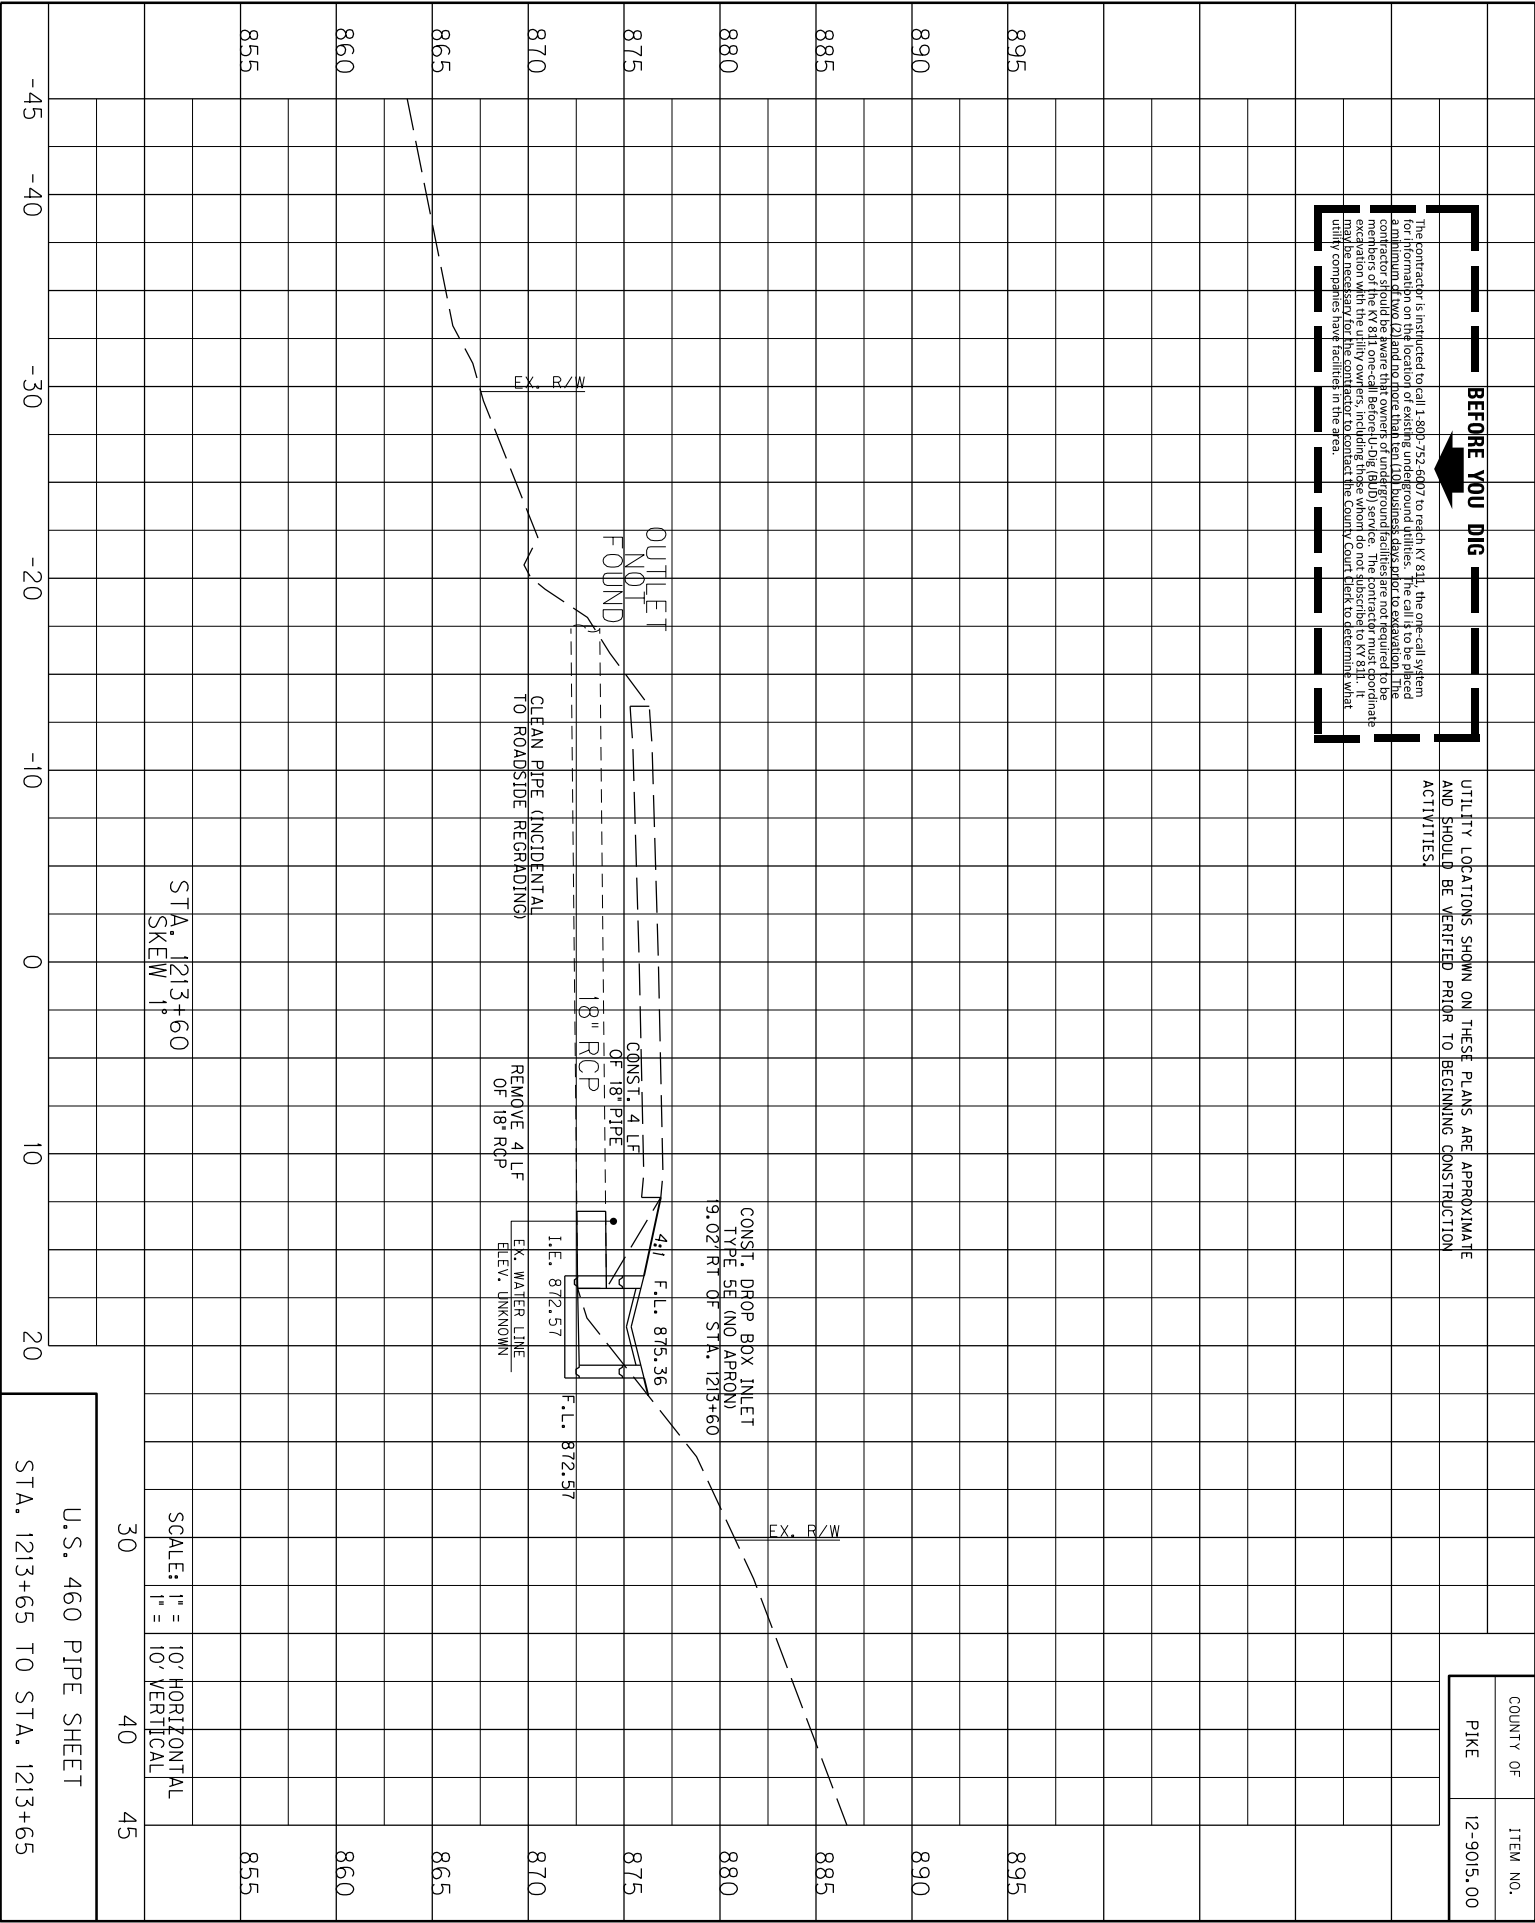 COUNTY OF
ITEM NO.
PIKE
12-9015.00
BEFORE YOU DIG
The contractor is instructed to call 1-800-752-6007 to reach KY 811, the one-call system
for information on the location of existing underground utilities. The call is to be placed
a minimum of two (2) and no more than ten (10) business days prior to excavation. The
contractor should be aware that owners of underground facilities are not required to be
members of the KY 811 one-call Before-U-Dig (BUD) service. The contractor must coordinate
excavation with the utility owners, including those whom do not subscribe to KY 811. It
may be necessary for the contractor to contact the County Court Clerk to determine what
utility companies have facilities in the area.
UTILITY LOCATIONS SHOWN ON THESE PLANS ARE APPROXIMATE
AND SHOULD BE VERIFIED PRIOR TO BEGINNING CONSTRUCTION
ACTIVITIES.
895
895
890
890
885
885
880
880
875
875
870
870
865
865
860
860
855
855
EX. R/W
CONST. DROP BOX INLET
TYPE 5E (NO APRON)
19.02' RT OF STA. 1213+60
OUTLET
NOT
FOUND
4:1
F.L. 875.36
CONST. 4 LF
OF 18" PIPE
18" RCP
EX. R/W
I.E. 872.57
F.L. 872.57
CLEAN PIPE (INCIDENTAL
TO ROADSIDE REGRADING)
REMOVE 4 LF
OF 18" RCP
EX. WATER LINE
ELEV. UNKNOWN
STA. 1213+60
SKEW 1°
SCALE: 1" = 10' HORIZONTAL
1" = 10' VERTICAL
-45
-40
-30
-20
-10
0
10
20
30
40
45
U.S. 460 PIPE SHEET
STA. 1213+65 TO STA. 1213+65